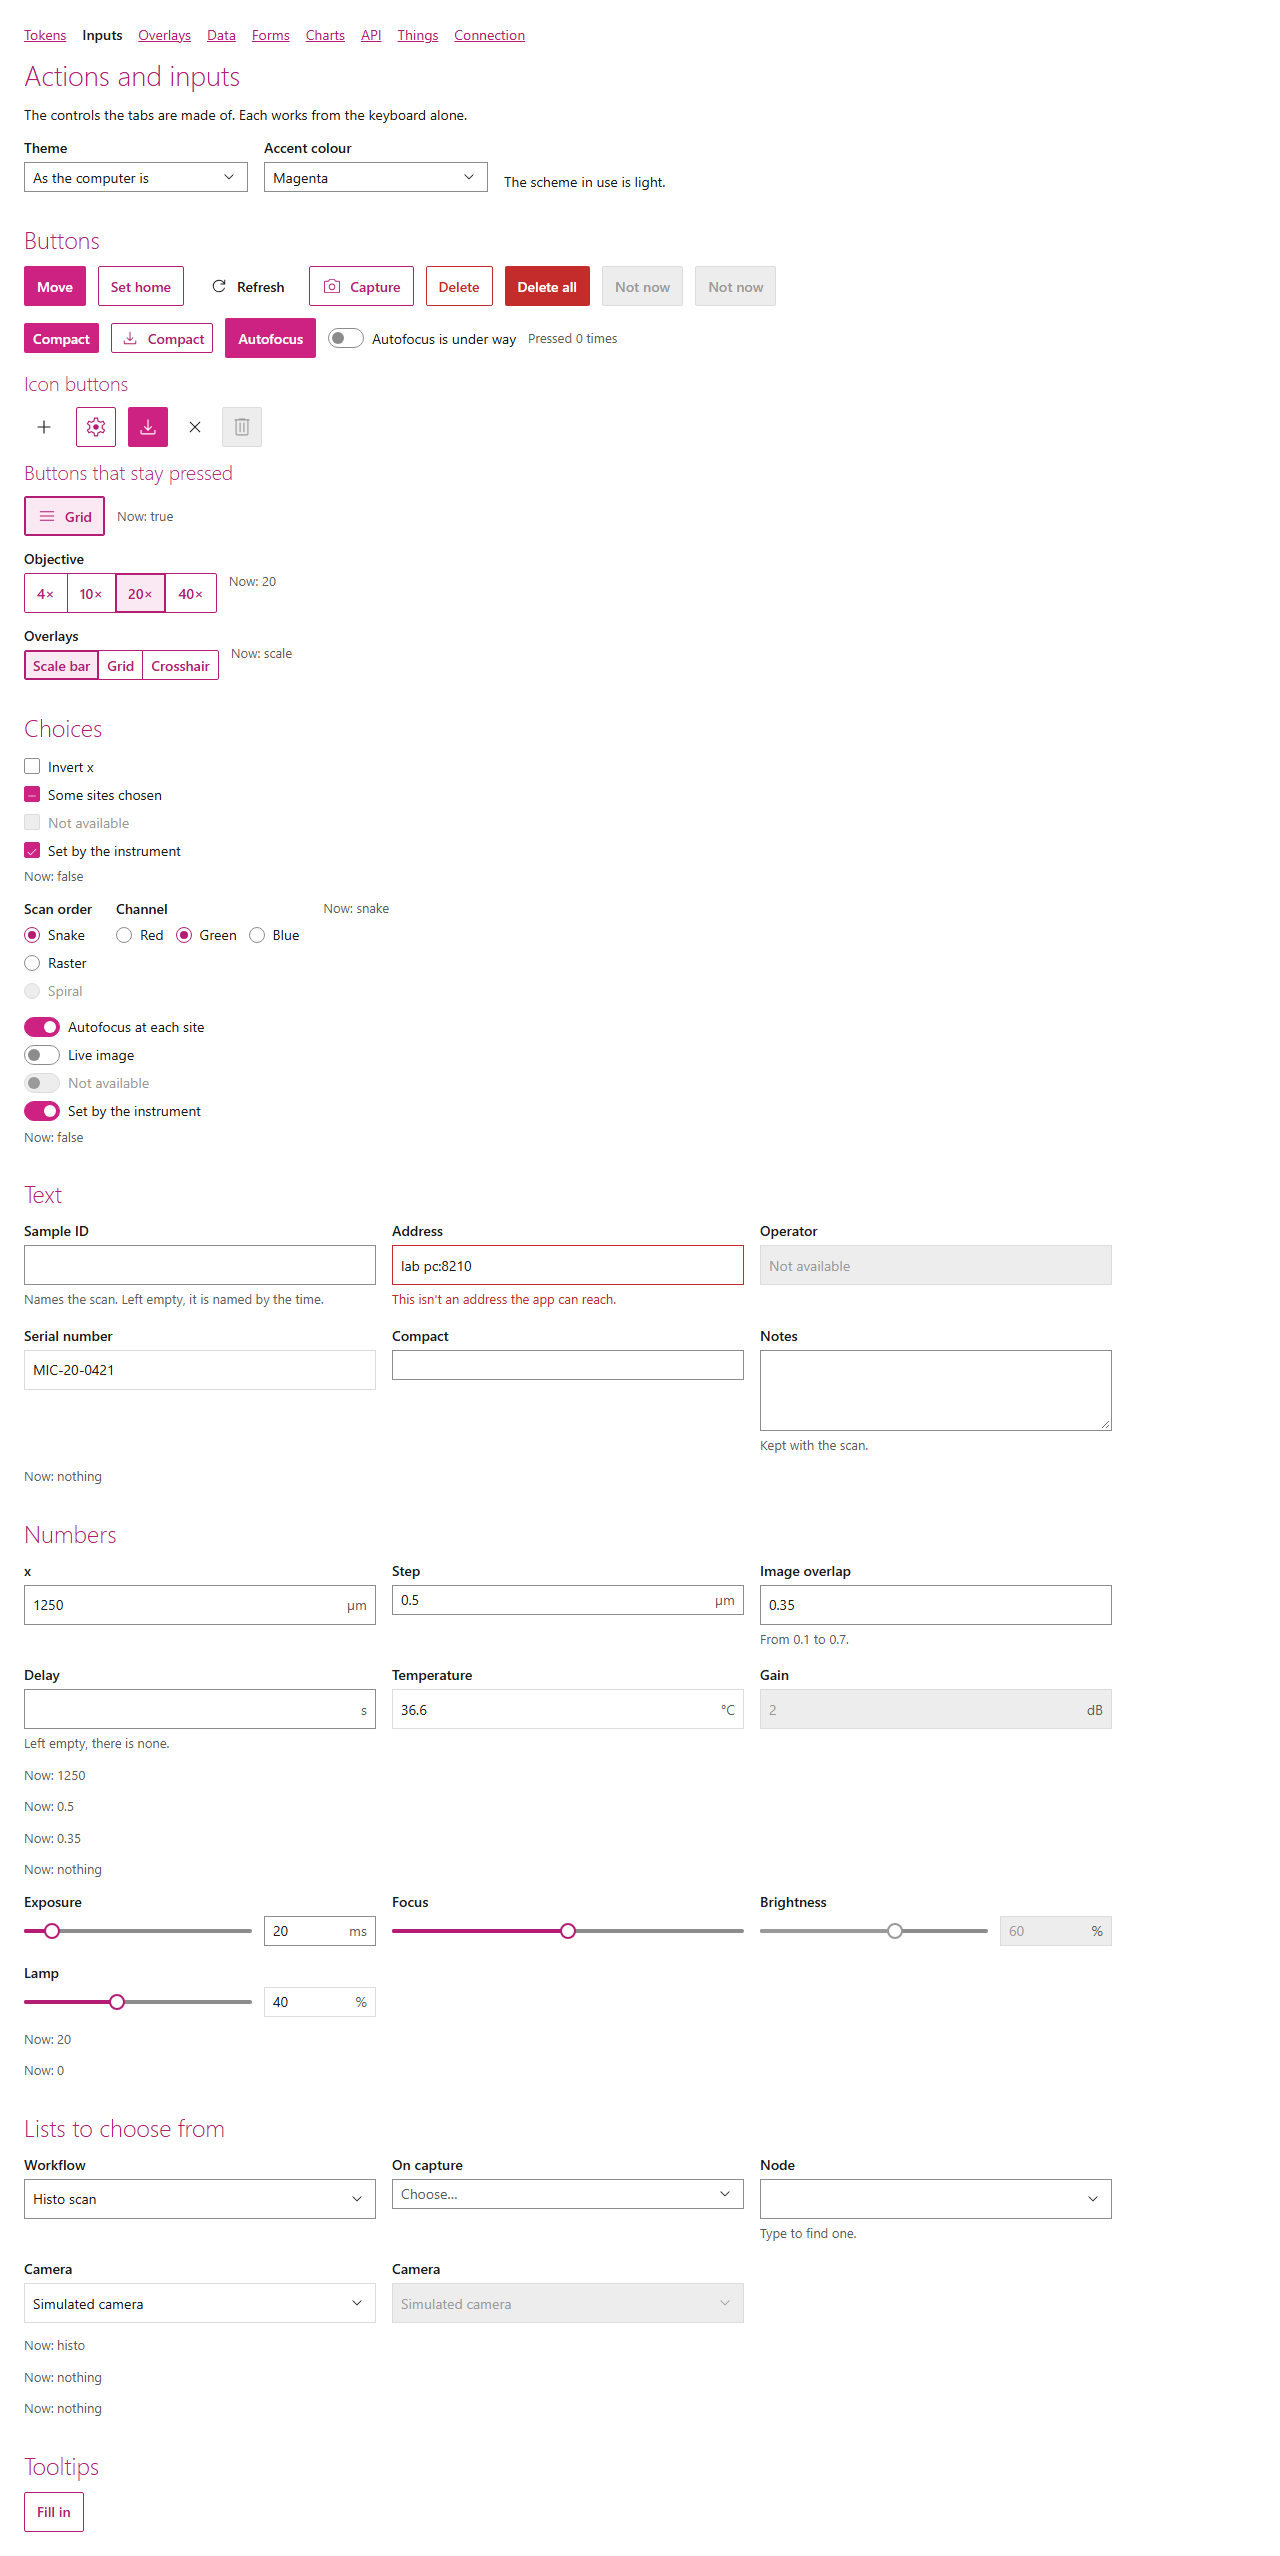 Tokens Inputs Overlays Data Forms Charts API Things Connection
Actions and inputs
The controls the tabs are made of. Each works from the keyboard alone.
Theme Accent colour
As the computer is Magenta The scheme in use is light.
Buttons
Move Set home Refresh Capture Delete Delete all Not now Not now
Compact Compact Autofocus Autofocus is under way Pressed 0 times
Icon buttons
Buttons that stay pressed
Grid Now: true
Objective
4× 10× 20× 40× Now: 20
Overlays
Scale bar Grid Crosshair Now: scale
Choices
Invert x
Some sites chosen
Not available
Set by the instrument
Now: false
Scan order Channel Now: snake
Snake Red Green Blue
Raster
Spiral
Autofocus at each site
Live image
Not available
Set by the instrument
Now: false
Text
Sample ID Address Operator
lab pc:8210 Not available
Names the scan. Left empty, it is named by the time. This isn't an address the app can reach.
Serial number Compact Notes
MIC-20-0421
Kept with the scan.
Now: nothing
Numbers
x Step Image overlap
1250 µm 0.5 µm 0.35
From 0.1 to 0.7.
Delay Temperature Gain
s 36.6 °C 2 dB
Left empty, there is none.
Now: 1250
Now: 0.5
Now: 0.35
Now: nothing
Exposure Focus Brightness
20 ms 60 %
Lamp
40 %
Now: 20
Now: 0
Lists to choose from
Workflow On capture Node
Histo scan Choose... 
Type to find one.
Camera Camera
Simulated camera Simulated camera
Now: histo
Now: nothing
Now: nothing
Tooltips
Fill in